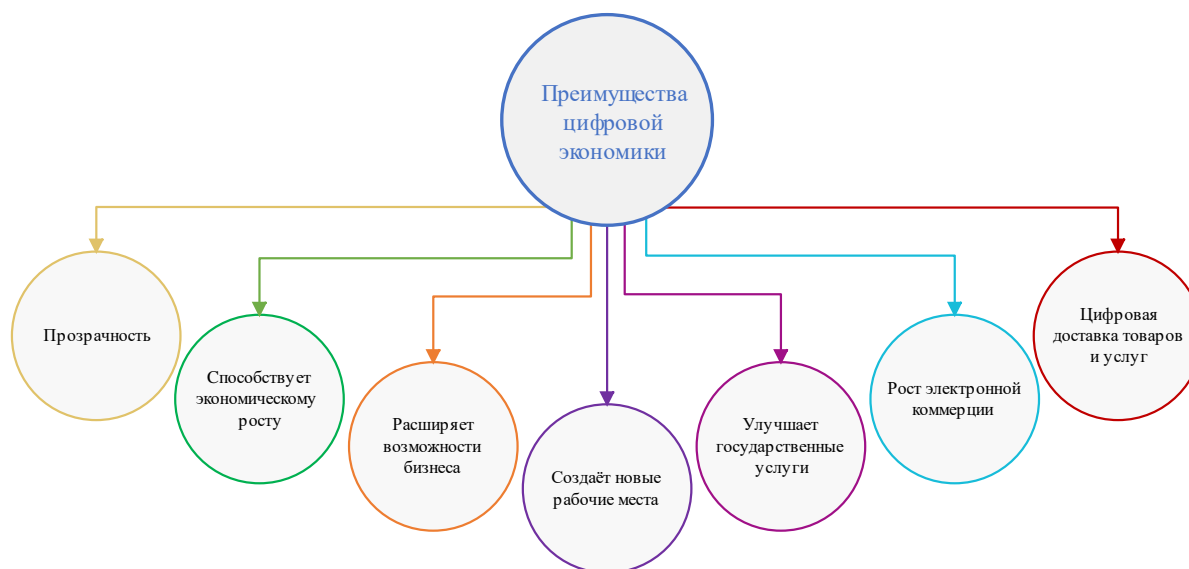 Преимущества
цифровой
экономики
Прозрачность
Способствует
экономическому
росту
Расширяет
возможности
бизнеса
Создаёт новые
рабочие места
Улучшает
государственные
услуги
Рост электронной
коммерции
Цифровая
доставка товаров
и услуг